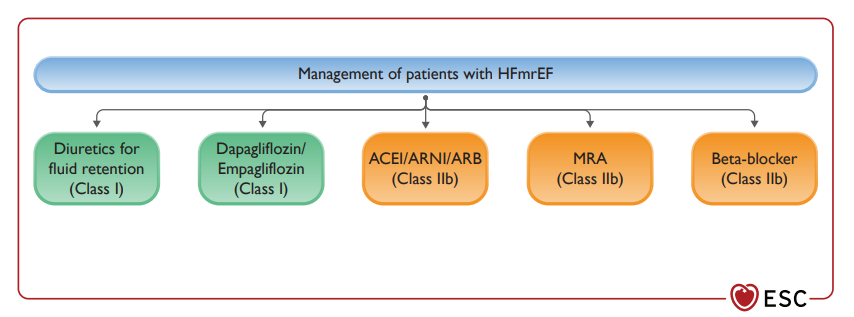 Management of patients with HFmrEF
Diuretics for
fluid retention
(Class I)
Dapagliflozin/
Empagliflozin
(Class I)
ACEI/ARNI/ARB
(Class IIb)
MRA
(Class IIb)
Beta-blocker
(Class IIb)
ESC